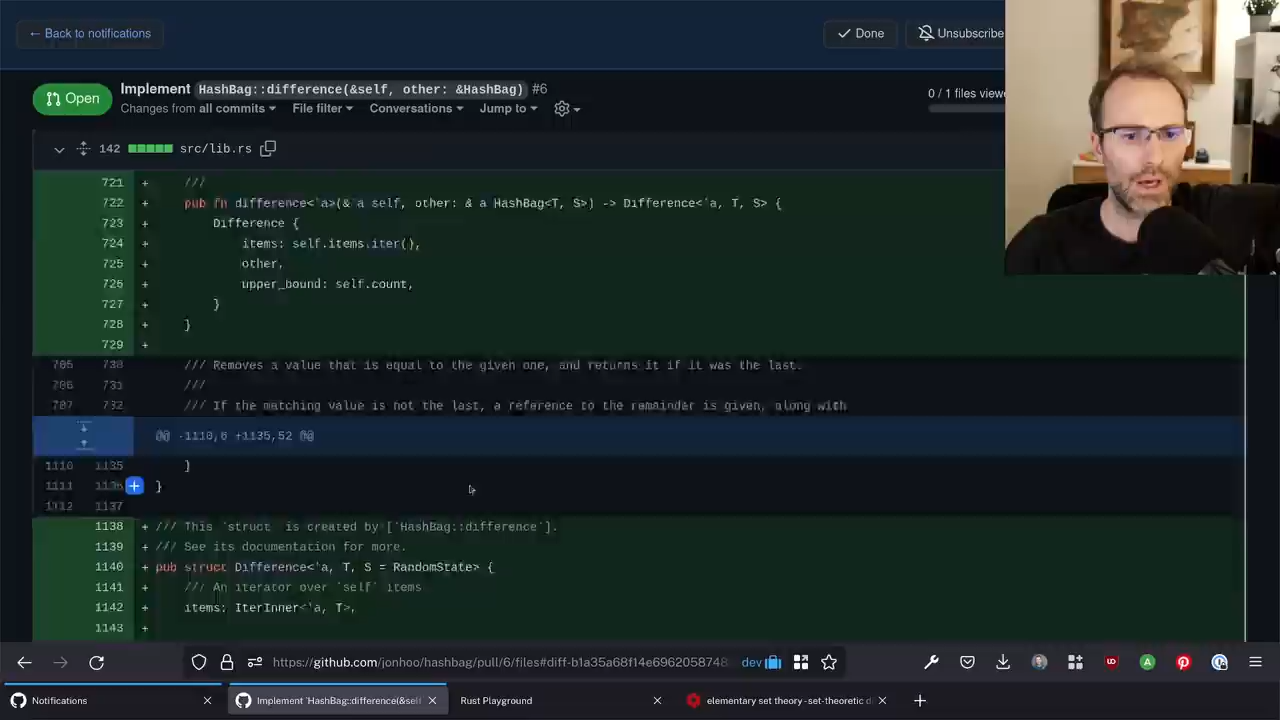 ← Back to notifications
Done
Unsubscribe
Open
Implement HashBag::difference(&self, other: &HashBag) #6
Changes from all commits
File filter
Conversations
Jump to
0 / 1 files viewe
142
src/lib.rs
721 + ///
722 + pub fn difference<'a>(&'a self, other: &'a HashBag<T, S>) -> Difference<'a, T, S> {
723 + Difference {
724 + items: self.items.iter(),
725 + other,
726 + upper_bound: self.count,
727 + }
728 + }
729 +
705 730 /// Removes a value that is equal to the given one, and returns it if it was the last.
706 731 ///
707 732 /// If the matching value is not the last, a reference to the remainder is given, along with
@@ -1110,6 +1135,52 @@
1110 1135 }
1111 1136 }
1112 1137
1138 + /// This `struct` is created by [`HashBag::difference`].
1139 + /// See its documentation for more.
1140 + pub struct Difference<'a, T, S = RandomState> {
1141 + /// An iterator over `self` items
1142 + items: IterInner<'a, T>,
1143 +
https://github.com/jonhoo/hashbag/pull/6/files#diff-b1a35a68f14e6962058748
dev
Notifications
Implement 'HashBag::difference(&self
Rust Playground
elementary set theory - set-theoretic d